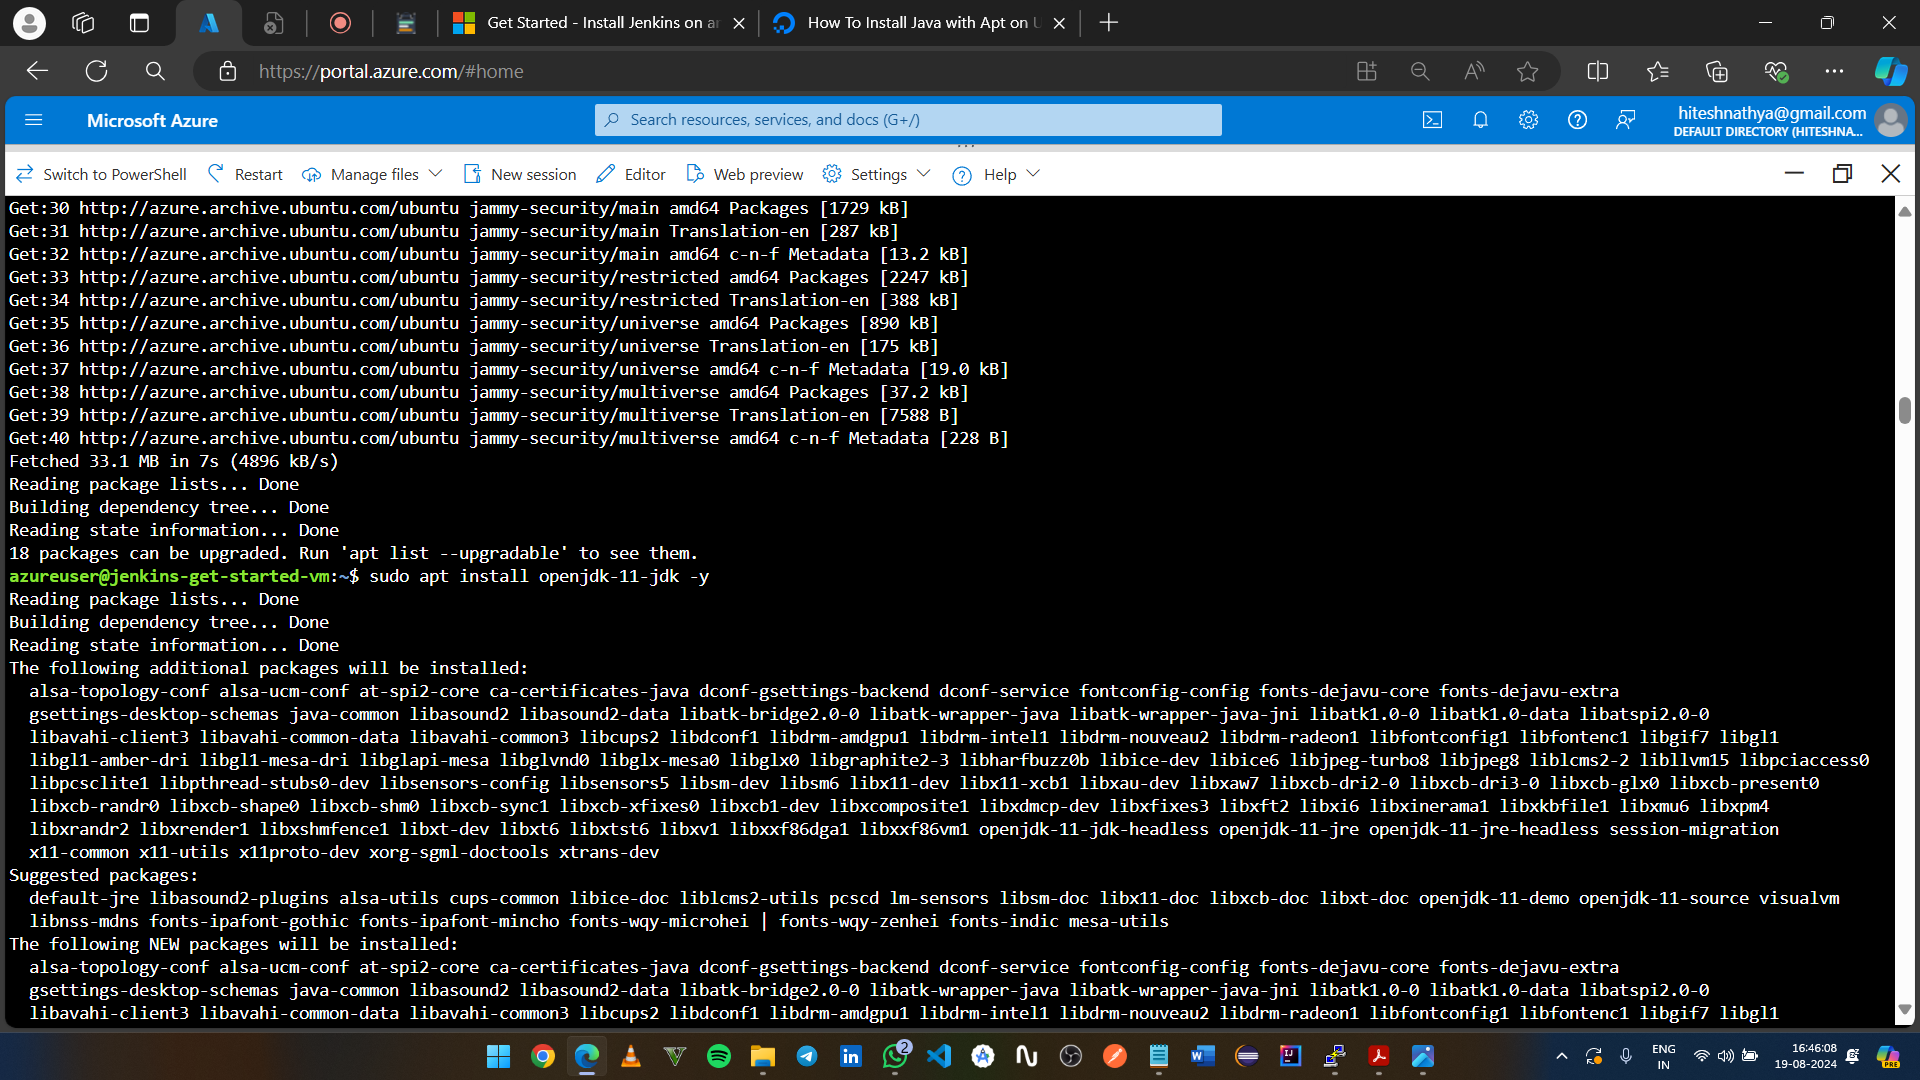 Get Started - Install Jenkins on ar
How To Install Java with Apt on U
https://portal.azure.com/#home
Microsoft Azure
Search resources, services, and docs (G+/)
hiteshnathya@gmail.com
DEFAULT DIRECTORY (HITESHNA...
Switch to PowerShell Restart Manage files New session Editor Web preview Settings Help
Get:30 http://azure.archive.ubuntu.com/ubuntu jammy-security/main amd64 Packages [1729 kB]
Get:31 http://azure.archive.ubuntu.com/ubuntu jammy-security/main Translation-en [287 kB]
Get:32 http://azure.archive.ubuntu.com/ubuntu jammy-security/main amd64 c-n-f Metadata [13.2 kB]
Get:33 http://azure.archive.ubuntu.com/ubuntu jammy-security/restricted amd64 Packages [2247 kB]
Get:34 http://azure.archive.ubuntu.com/ubuntu jammy-security/restricted Translation-en [388 kB]
Get:35 http://azure.archive.ubuntu.com/ubuntu jammy-security/universe amd64 Packages [890 kB]
Get:36 http://azure.archive.ubuntu.com/ubuntu jammy-security/universe Translation-en [175 kB]
Get:37 http://azure.archive.ubuntu.com/ubuntu jammy-security/universe amd64 c-n-f Metadata [19.0 kB]
Get:38 http://azure.archive.ubuntu.com/ubuntu jammy-security/multiverse amd64 Packages [37.2 kB]
Get:39 http://azure.archive.ubuntu.com/ubuntu jammy-security/multiverse Translation-en [7588 B]
Get:40 http://azure.archive.ubuntu.com/ubuntu jammy-security/multiverse amd64 c-n-f Metadata [228 B]
Fetched 33.1 MB in 7s (4896 kB/s)
Reading package lists... Done
Building dependency tree... Done
Reading state information... Done
18 packages can be upgraded. Run 'apt list --upgradable' to see them.
azureuser@jenkins-get-started-vm:~$ sudo apt install openjdk-11-jdk -y
Reading package lists... Done
Building dependency tree... Done
Reading state information... Done
The following additional packages will be installed:
alsa-topology-conf alsa-ucm-conf at-spi2-core ca-certificates-java dconf-gsettings-backend dconf-service fontconfig-config fonts-dejavu-core fonts-dejavu-extra
gsettings-desktop-schemas java-common libasound2 libasound2-data libatk-bridge2.0-0 libatk-wrapper-java libatk-wrapper-java-jni libatk1.0-0 libatk1.0-data libatspi2.0-0
libavahi-client3 libavahi-common-data libavahi-common3 libcups2 libdconf1 libdrm-amdgpu1 libdrm-intel1 libdrm-nouveau2 libdrm-radeon1 libfontconfig1 libfontenc1 libgif7 libgl1
libgl1-amber-dri libgl1-mesa-dri libglapi-mesa libglvnd0 libglx-mesa0 libglx0 libgraphite2-3 libharfbuzz0b libice-dev libice6 libjpeg-turbo8 libjpeg8 liblcms2-2 libllvm15 libpciaccess0
libpcsclite1 libpthread-stubs0-dev libsensors-config libsensors5 libsm-dev libsm6 libx11-dev libx11-xcb1 libxau-dev libxaw7 libxcb-dri2-0 libxcb-dri3-0 libxcb-glx0 libxcb-present0
libxcb-randr0 libxcb-shape0 libxcb-shm0 libxcb-sync1 libxcb-xfixes0 libxcb1-dev libxcomposite1 libxdmcp-dev libxfixes3 libxft2 libxi6 libxinerama1 libxkbfile1 libxmu6 libxpm4
libxrandr2 libxrender1 libxshmfence1 libxt-dev libxt6 libxtst6 libxv1 libxxf86dga1 libxxf86vm1 openjdk-11-jdk-headless openjdk-11-jre openjdk-11-jre-headless session-migration
x11-common x11-utils x11proto-dev xorg-sgml-doctools xtrans-dev
Suggested packages:
default-jre libasound2-plugins alsa-utils cups-common libice-doc liblcms2-utils pcscd lm-sensors libsm-doc libx11-doc libxcb-doc libxt-doc openjdk-11-demo openjdk-11-source visualvm
libnss-mdns fonts-ipafont-gothic fonts-ipafont-mincho fonts-wqy-microhei | fonts-wqy-zenhei fonts-indic mesa-utils
The following NEW packages will be installed:
alsa-topology-conf alsa-ucm-conf at-spi2-core ca-certificates-java dconf-gsettings-backend dconf-service fontconfig-config fonts-dejavu-core fonts-dejavu-extra
gsettings-desktop-schemas java-common libasound2 libasound2-data libatk-bridge2.0-0 libatk-wrapper-java libatk-wrapper-java-jni libatk1.0-0 libatk1.0-data libatspi2.0-0
libavahi-client3 libavahi-common-data libavahi-common3 libcups2 libdconf1 libdrm-amdgpu1 libdrm-intel1 libdrm-nouveau2 libdrm-radeon1 libfontconfig1 libfontenc1 libgif7 libgl1
2
ENG
IN
16:46:08
19-08-2024